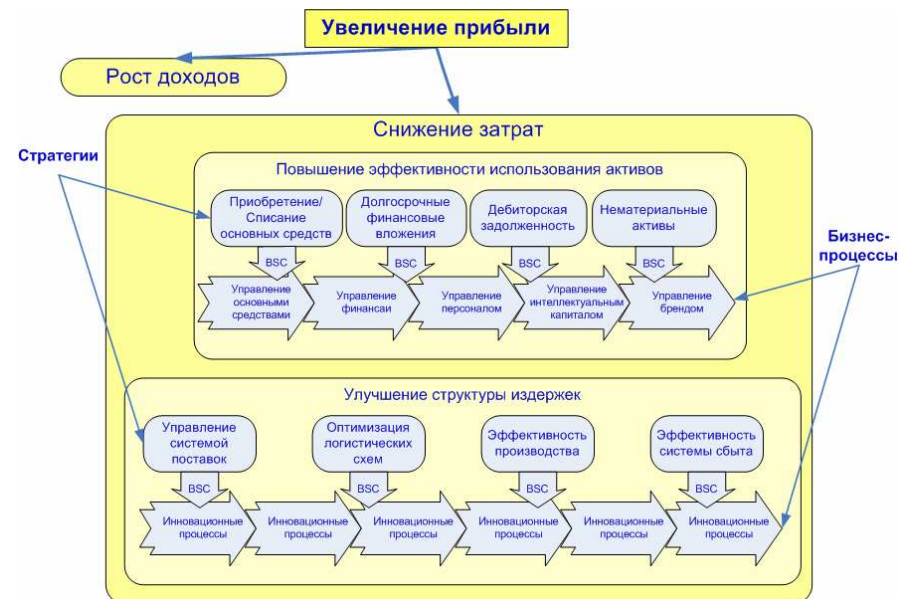 Увеличение прибыли
Рост доходов
Снижение затрат
Стратегии
Повышение эффективности использования активов
Приобретение/
Списание
основных средств
Долгосрочные
финансовые
вложения
Дебиторская
задолженность
Нематериальные
активы
Бизнес-
процессы
BSC
BSC
BSC
BSC
Управление
основными
средствами
Управление
финансаи
Управление
персоналом
Управление
интеллектуальным
капиталом
Управление
брендом
Улучшение структуры издержек
Управление
системой
поставок
Оптимизация
логистических
схем
Эффективность
производства
Эффективность
системы сбыта
BSC
BSC
BSC
BSC
Инновационные
процессы
Инновационные
процессы
Инновационные
процессы
Инновационные
процессы
Инновационные
процессы
Инновационные
процессы